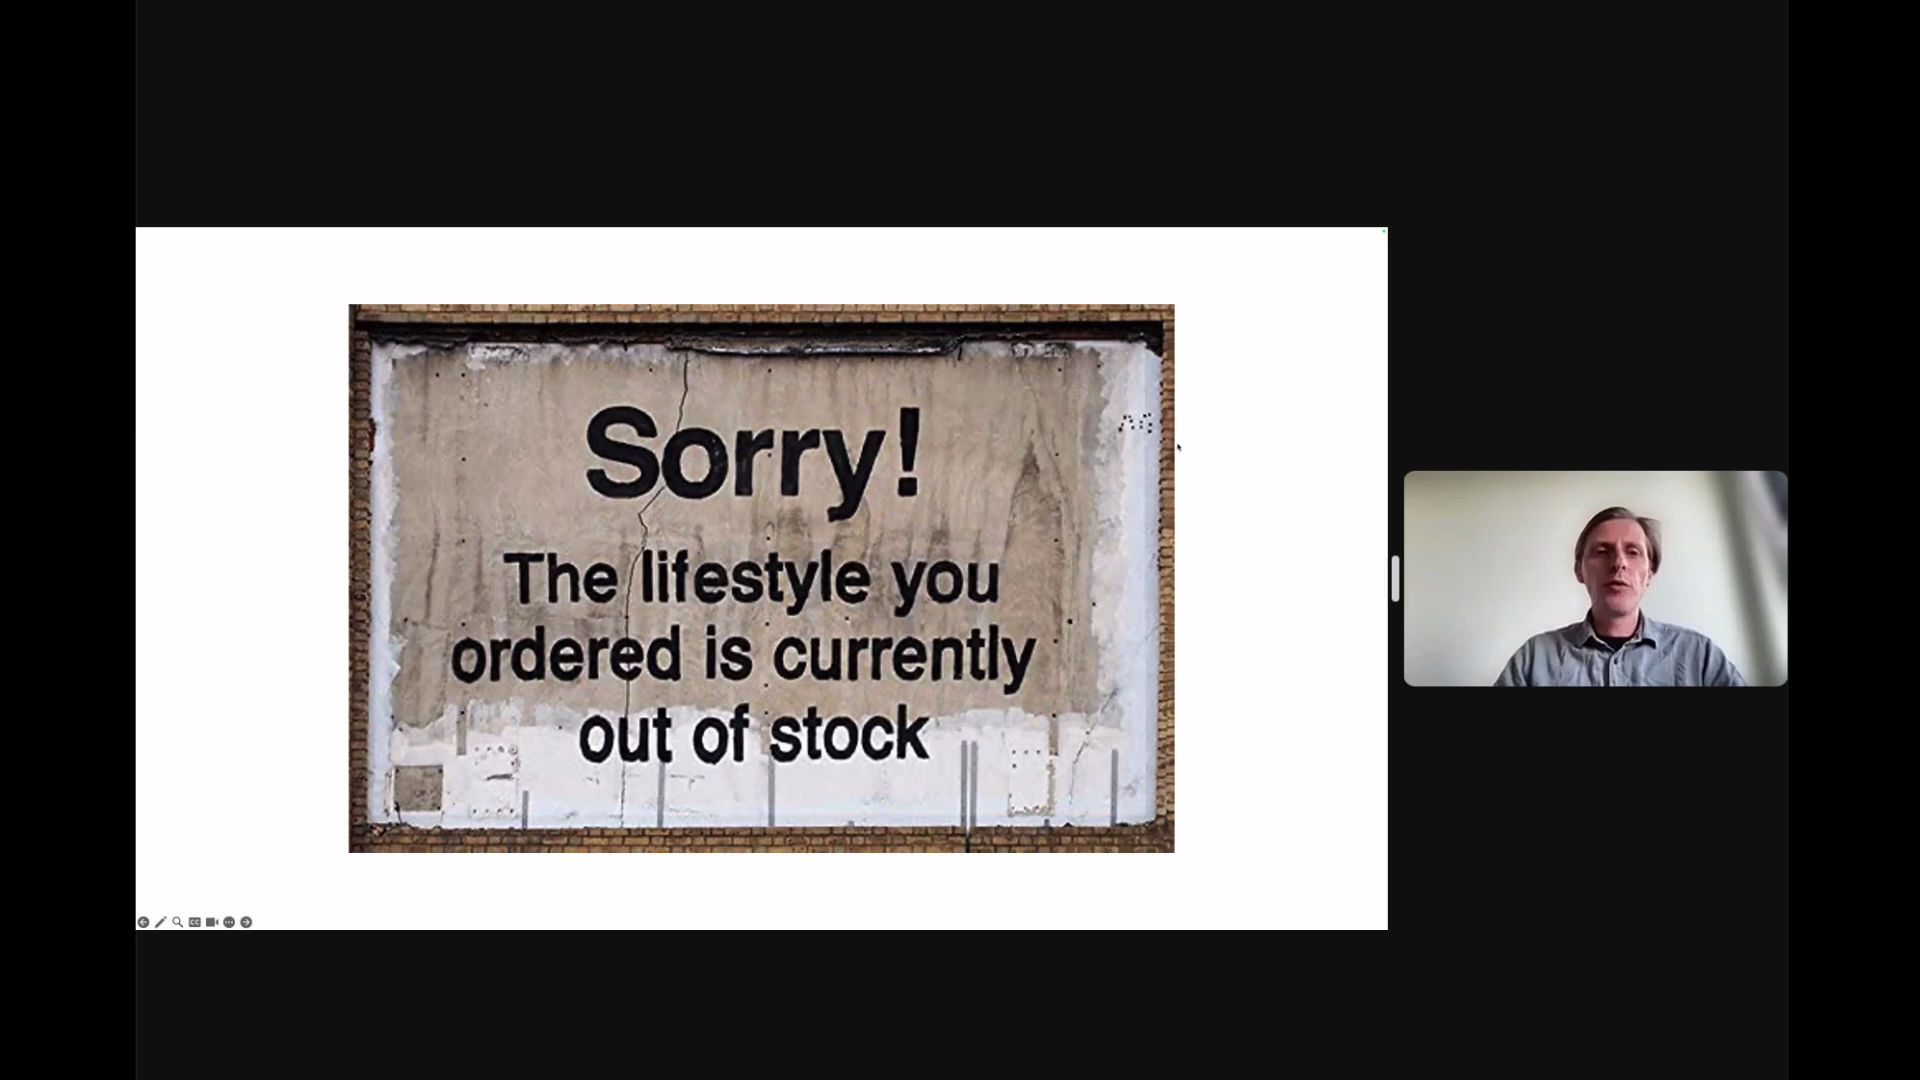 Sorry!
The lifestyle you
ordered is currently
out of stock